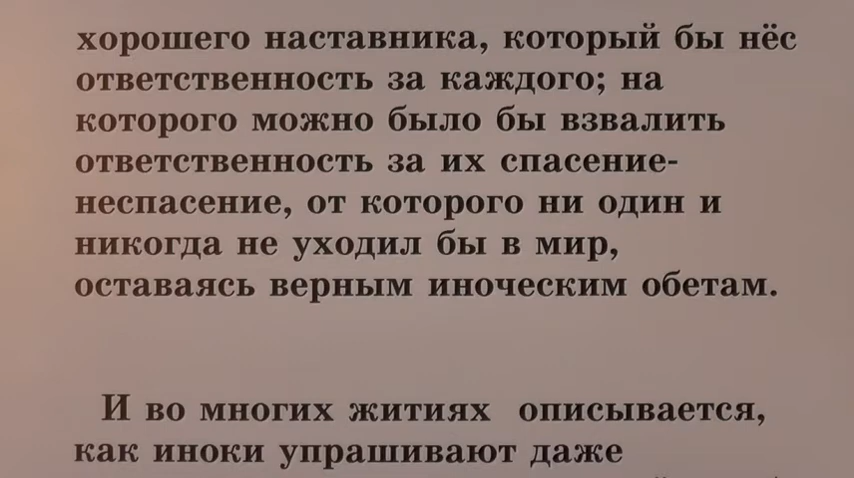 хорошего наставника, который бы нёс
ответственность за каждого; на
которого можно было бы взвалить
ответственность за их спасение-
неспасение, от которого ни один и
никогда не уходил бы в мир,
оставаясь верным иноческим обетам.
И во многих житиях описывается,
как иноки упрашивают даже